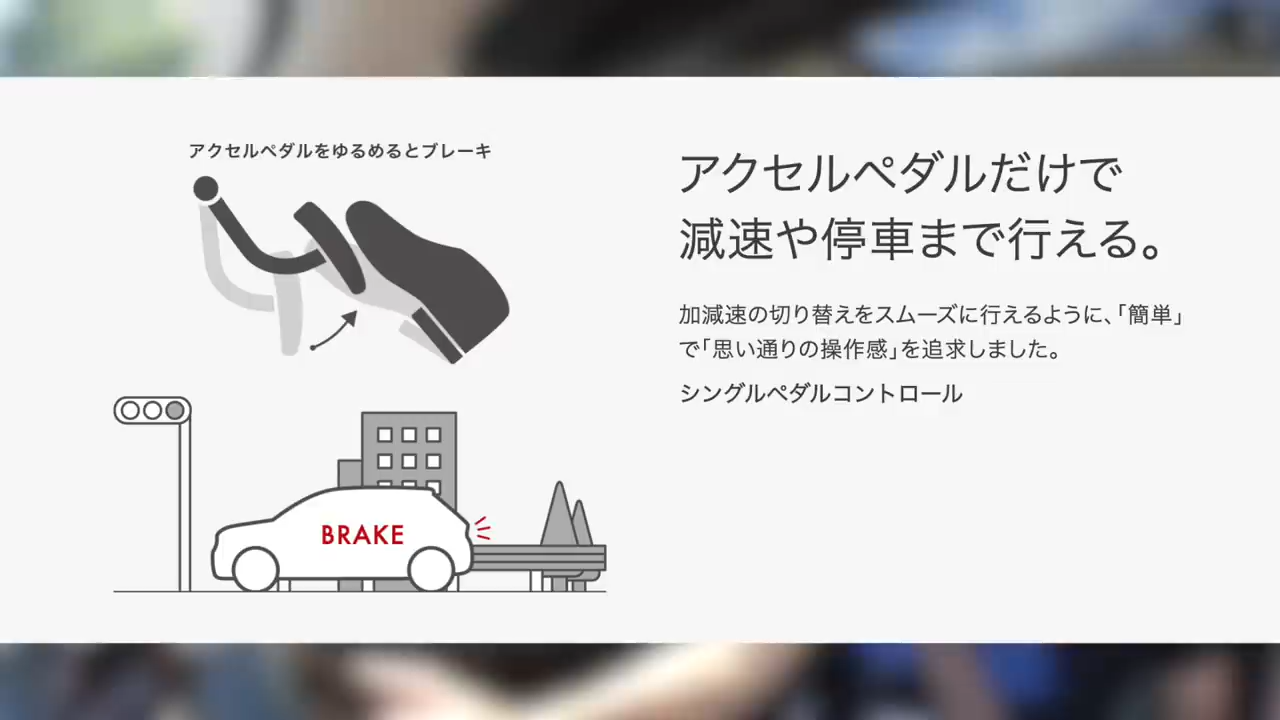 アクセルペダルをゆるめるとブレーキ
アクセルペダルだけで
減速や停車まで行える。
加減速の切り替えをスムーズに行えるように、「簡単」
で「思い通りの操作感」を追求しました。
シングルペダルコントロール
BRAKE